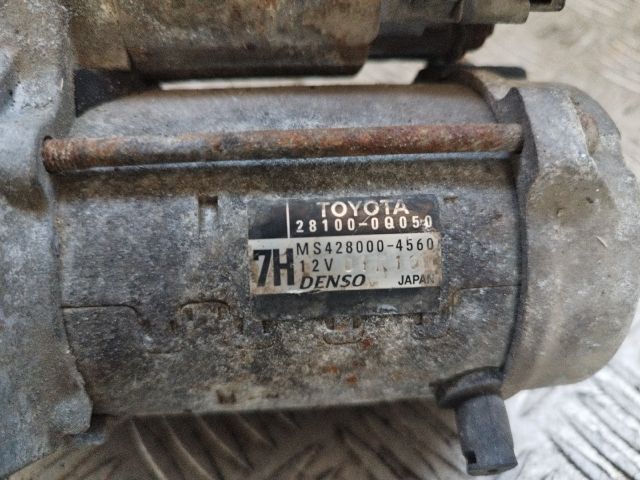 TOYOTA
28100-0Q050
7H MS428000-4560
12V
DENSO JAPAN